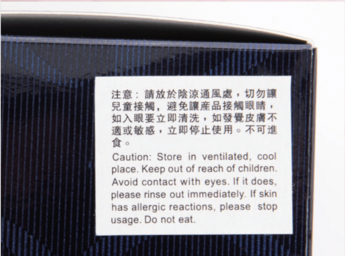 注意：請放於陰涼通風處，切勿讓
兒童接觸，避免讓産品接觸眼睛，
如入眼要立即清洗，如發覺皮膚不
適或敏感，立即停止使用。不可進
食。
Caution: Store in ventilated, cool
place. Keep out of reach of children.
Avoid contact with eyes. If it does,
please rinse out immediately. If skin
has allergic reactions, please stop
usage. Do not eat.